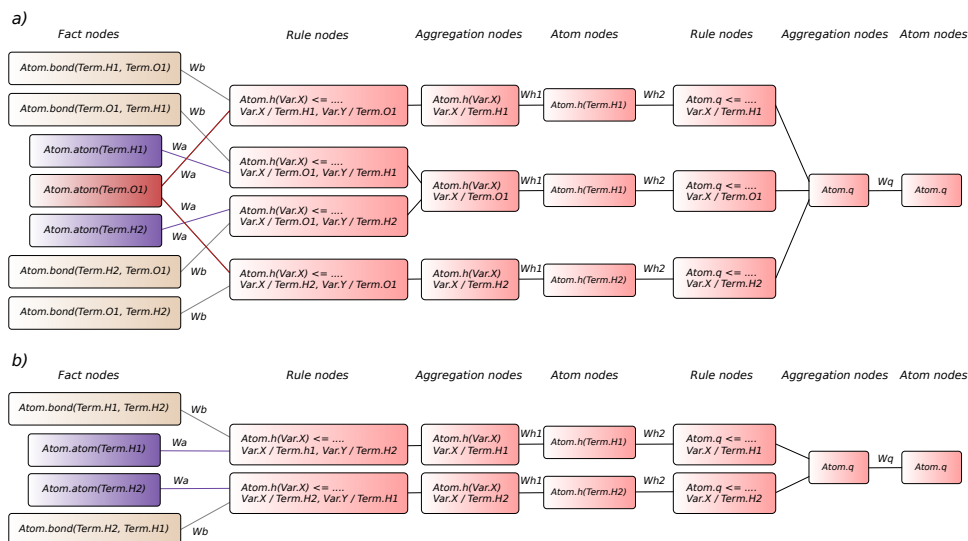 a)
Fact nodes
Rule nodes
Aggregation nodes
Atom nodes
Rule nodes
Aggregation nodes
Atom nodes
Atom.bond(Term.H1, Term.O1)
Atom.bond(Term.O1, Term.H1)
Atom.atom(Term.H1)
Atom.atom(Term.O1)
Atom.atom(Term.H2)
Atom.bond(Term.H2, Term.O1)
Atom.bond(Term.O1, Term.H2)
Wb
Wb
Wa
Wa
Wa
Wa
Wb
Wb
Atom.h(Var.X) <= ....
Var.X / Term.H1, Var.Y / Term.O1
Atom.h(Var.X) <= ....
Var.X / Term.O1, Var.Y / Term.H1
Atom.h(Var.X) <= ....
Var.X / Term.O1, Var.Y / Term.H2
Atom.h(Var.X) <= ....
Var.X / Term.H2, Var.Y / Term.O1
Atom.h(Var.X)
Var.X / Term.H1
Atom.h(Var.X)
Var.X / Term.O1
Atom.h(Var.X)
Var.X / Term.H2
Wh1
Wh1
Wh1
Atom.h(Term.H1)
Atom.h(Term.H1)
Atom.h(Term.H2)
Wh2
Wh2
Wh2
Atom.q <= ....
Var.X / Term.H1
Atom.q <= ....
Var.X / Term.O1
Atom.q <= ....
Var.X / Term.H2
Atom.q
Wq
Atom.q
b)
Fact nodes
Rule nodes
Aggregation nodes
Atom nodes
Rule nodes
Aggregation nodes
Atom nodes
Atom.bond(Term.H1, Term.H2)
Atom.atom(Term.H1)
Atom.atom(Term.H2)
Atom.bond(Term.H2, Term.H1)
Wb
Wa
Wa
Wb
Atom.h(Var.X) <= ....
Var.X / Term.h1, Var.Y / Term.H2
Atom.h(Var.X) <= ....
Var.X / Term.H2, Var.Y / Term.H1
Atom.h(Var.X)
Var.X / Term.H1
Atom.h(Var.X)
Var.X / Term.H2
Wh1
Wh1
Atom.h(Term.H1)
Atom.h(Term.H2)
Wh2
Wh2
Atom.q <= ....
Var.X / Term.H1
Atom.q <= ....
Var.X / Term.H2
Atom.q
Wq
Atom.q